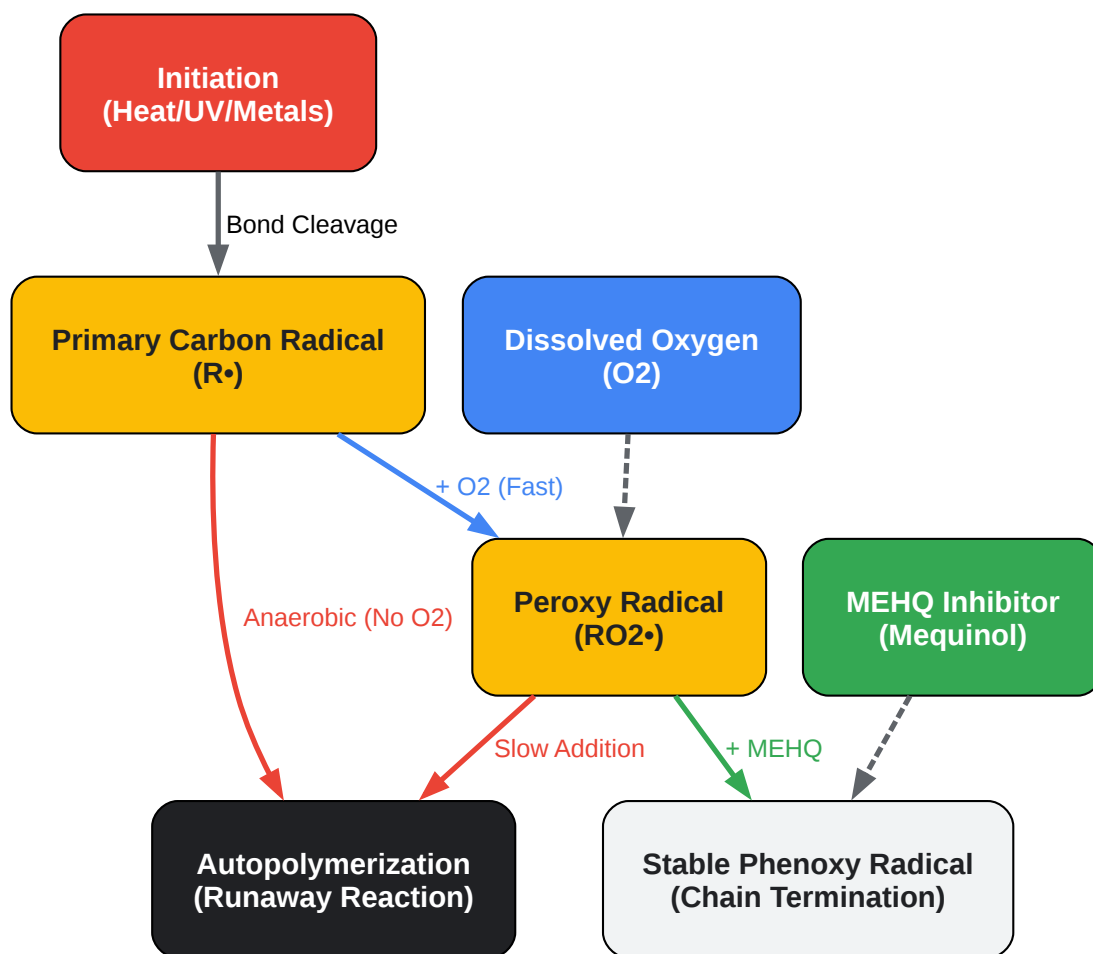 Initiation
(Heat/UV/Metals)
Bond Cleavage
Primary Carbon Radical
(R•)
Dissolved Oxygen
(O2)
+ O2 (Fast)
Anaerobic (No O2)
Peroxy Radical
(RO2•)
MEHQ Inhibitor
(Mequinol)
Slow Addition
+ MEHQ
Autopolymerization
(Runaway Reaction)
Stable Phenoxy Radical
(Chain Termination)